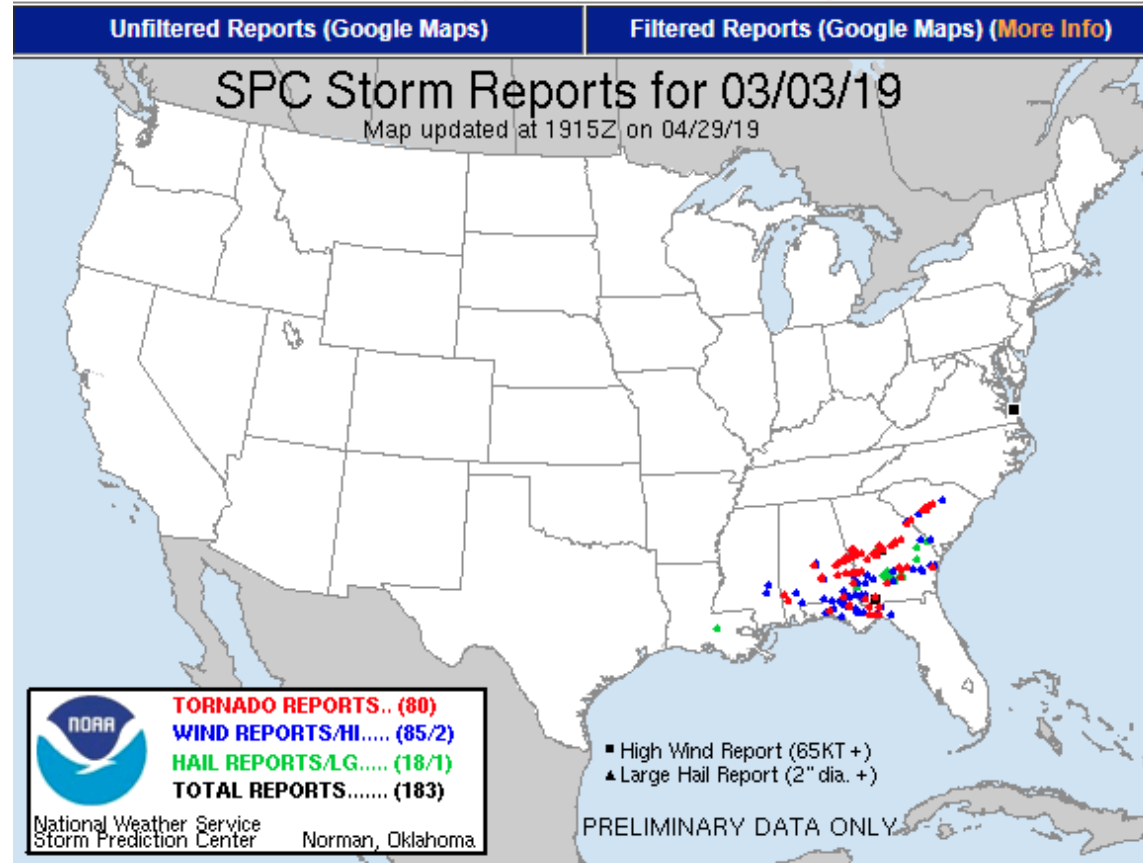 Unfiltered Reports (Google Maps)
Filtered Reports (Google Maps) (More Info)
SPC Storm Reports for 03/03/19
Map updated at 1915Z on 04/29/19
NOAA
TORNADO REPORTS.. (80)
WIND REPORTS/HI..... (85/2)
HAIL REPORTS/LG..... (18/1)
TOTAL REPORTS....... (183)
National Weather Service
Storm Prediction Center Norman, Oklahoma
High Wind Report (65KT +)
Large Hail Report (2" dia. +)
PRELIMINARY DATA ONLY